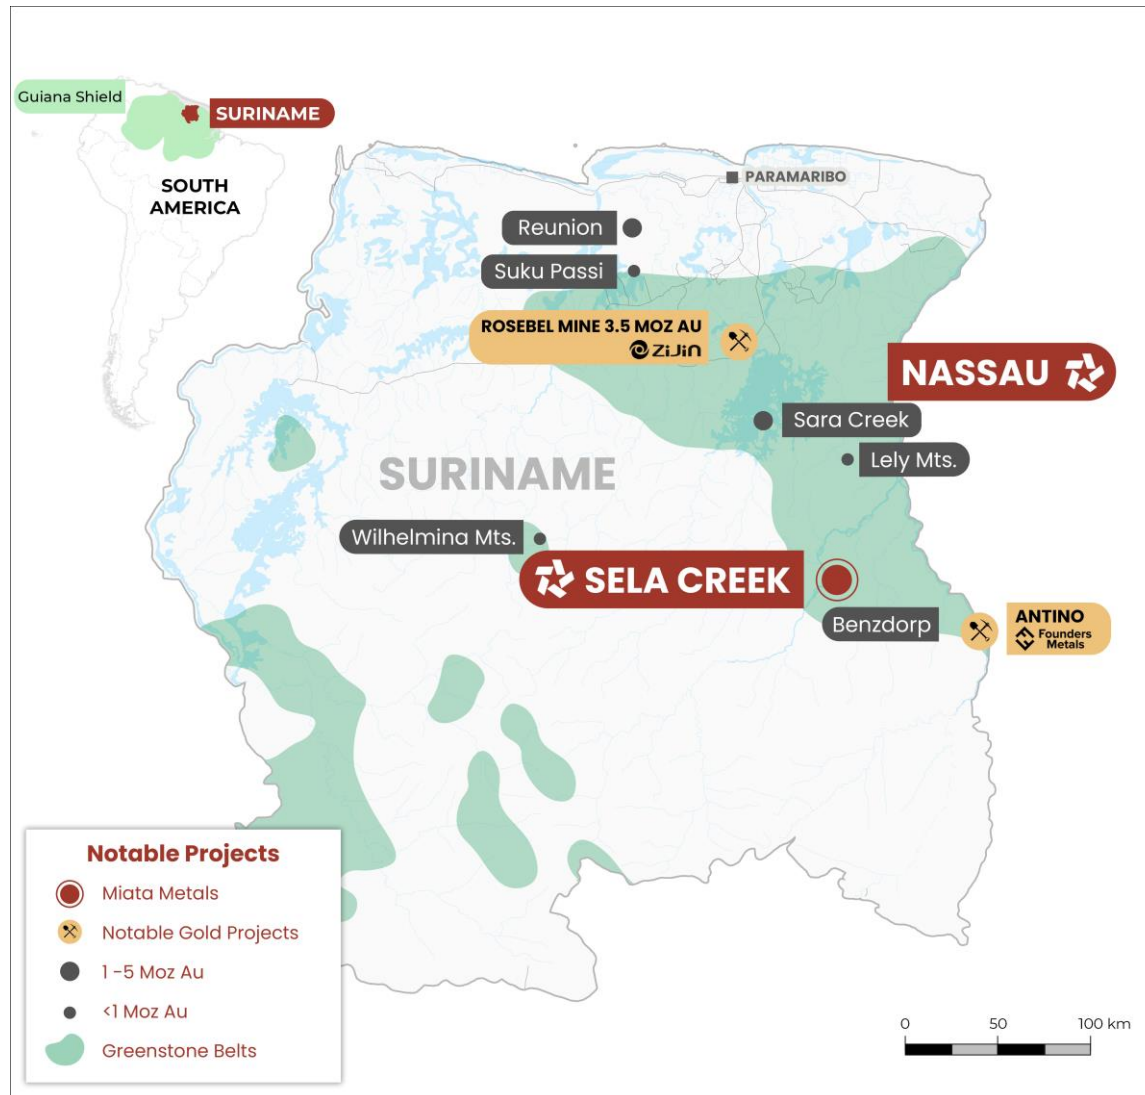 Guiana Shield
SURINAME
SOUTH
AMERICA
PARAMARIBO
Reunion
Suku Passi
ROSEBEL MINE 3.5 MOZ AU
ZiJin
NASSAU
Sara Creek
Lely Mts.
SURINAME
Wilhelmina Mts.
SELA CREEK
Benzdorp
ANTINO
Founders
Metals
Notable Projects
Miata Metals
Notable Gold Projects
1 -5 Moz Au
<1 Moz Au
Greenstone Belts
0 50 100 km